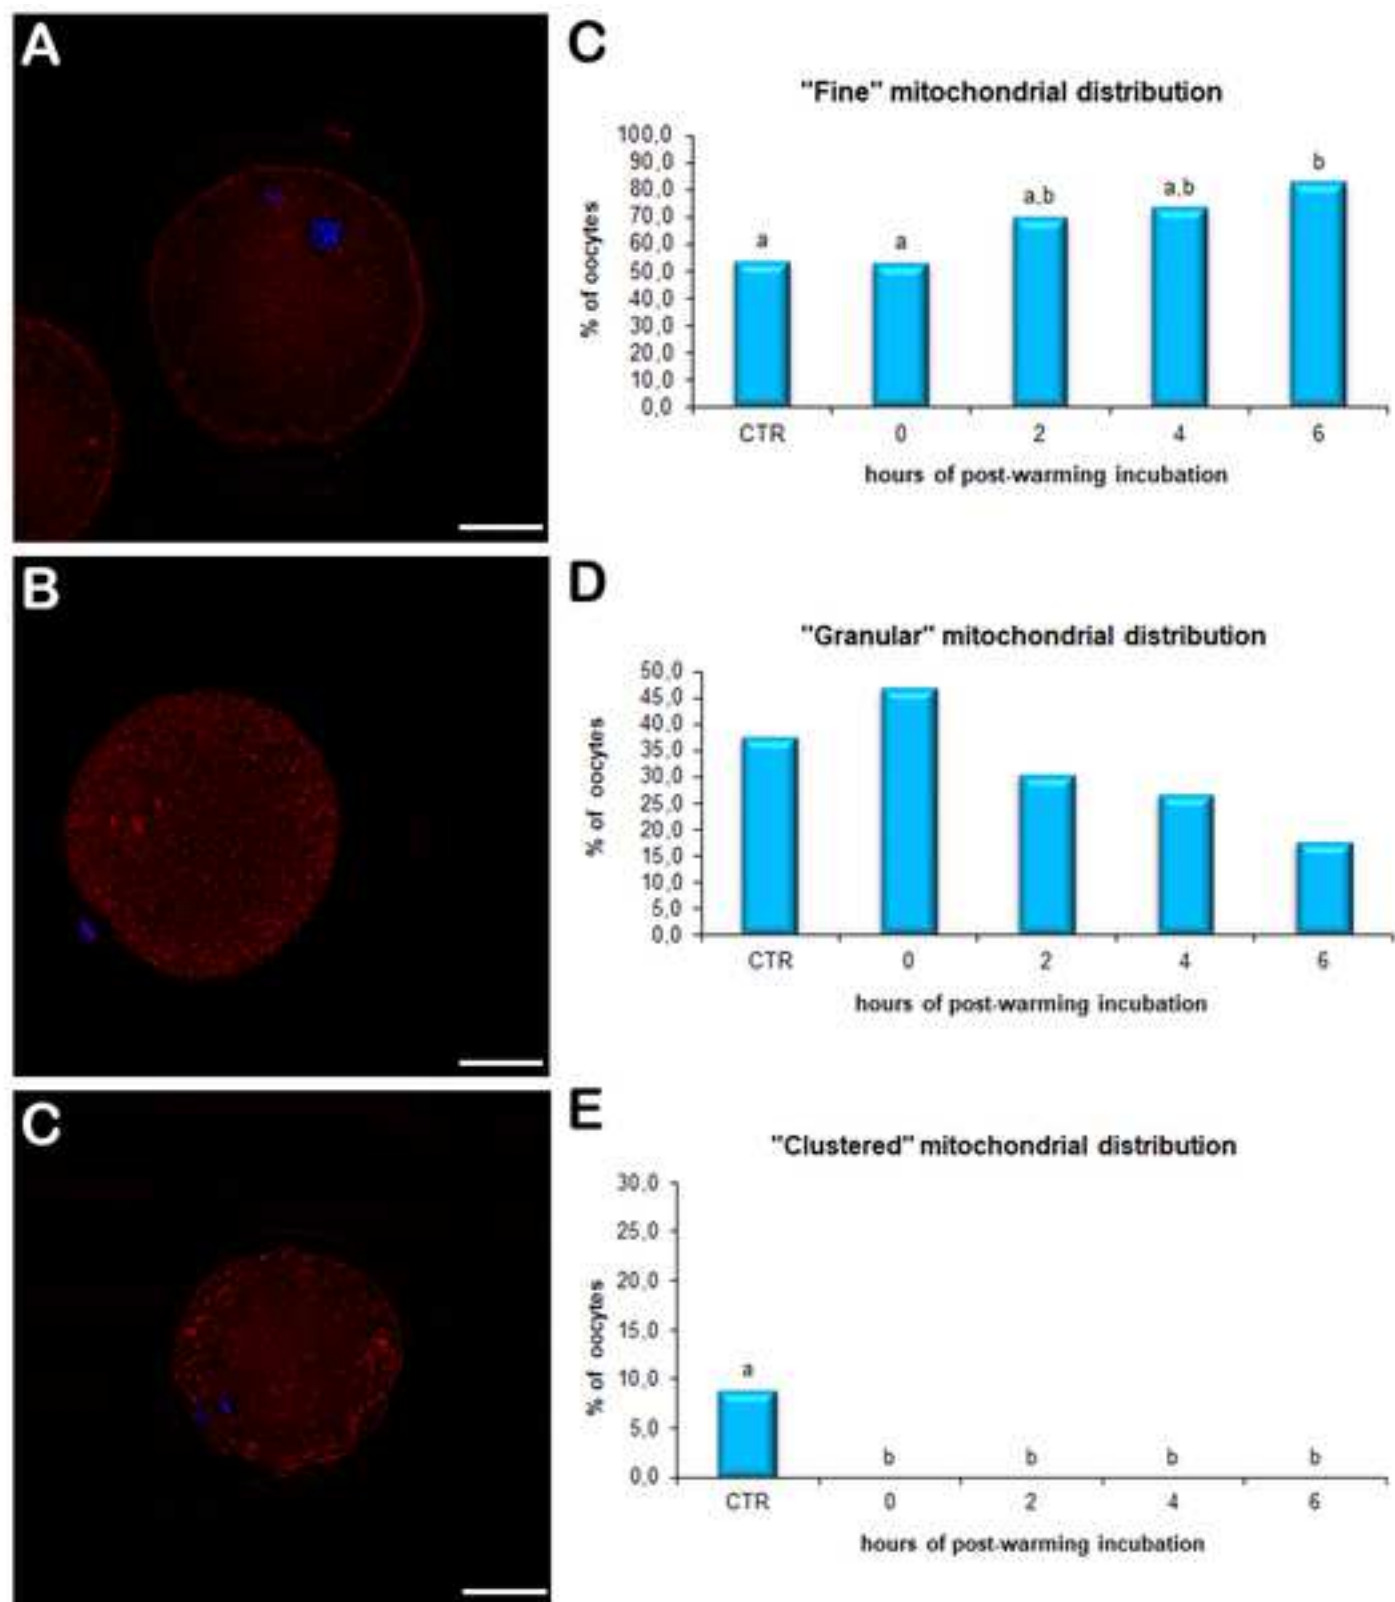 A
B
C
C
"Fine" mitochondrial distribution
% of oocytes
100,0
90,0
80,0
70,0
60,0
50,0
40,0
30,0
20,0
10,0
0,0
a
a
a,b
a,b
b
CTR 0 2 4 6
hours of post-warming incubation
D
"Granular" mitochondrial distribution
% of oocytes
50,0
45,0
40,0
35,0
30,0
25,0
20,0
15,0
10,0
5,0
0,0
CTR 0 2 4 6
hours of post-warming incubation
E
"Clustered" mitochondrial distribution
% of oocytes
30,0
25,0
20,0
15,0
10,0
5,0
0,0
a
b
b
b
b
CTR 0 2 4 6
hours of post-warming incubation